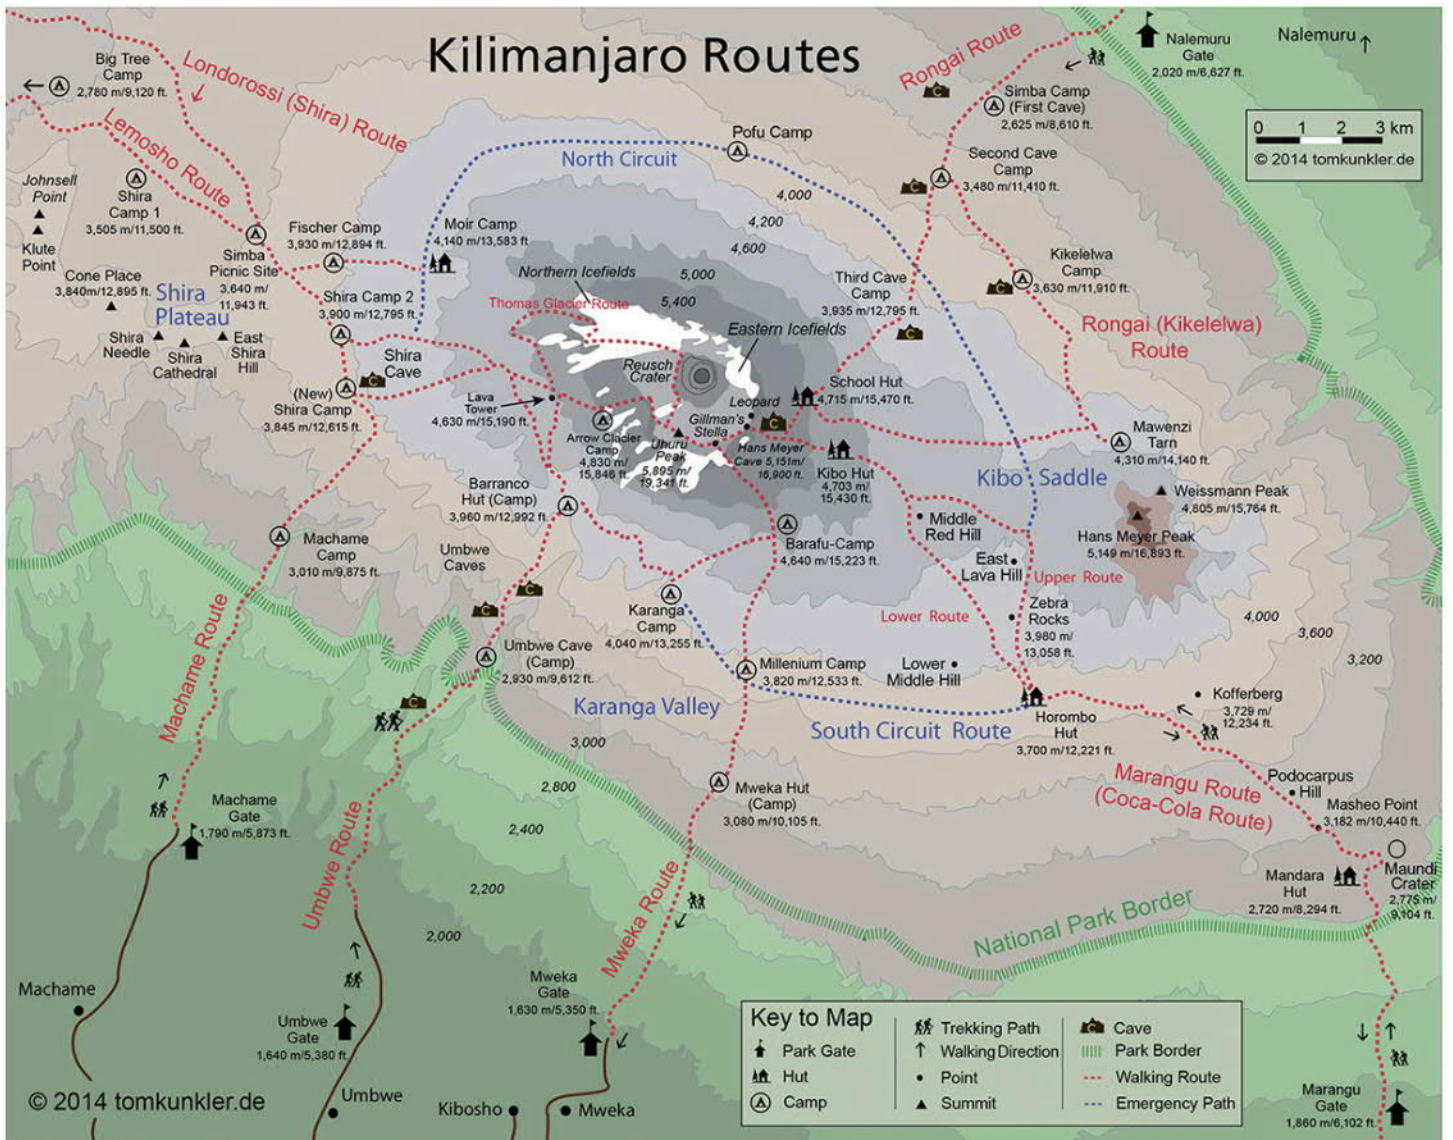 Kilimanjaro Routes
Big Tree
Camp
2,780 m/9,120 ft.
Londorossi (Shira) Route
Lemosho Route
Johnsell
Point
Klute
Point
Shira
Camp 1
3,505 m/11,500 ft.
Simba
Picnic Site
3,640 m/
11,943 ft.
Cone Place
3,840m/12,895 ft.
Shira
Plateau
Shira
Needle
Shira
Cathedral
East
Shira
Hill
Fischer Camp
3,930 m/12,894 ft.
Shira Camp 2
3,900 m/12,795 ft.
Moir Camp
4,140 m/13,583 ft
Shira
Cave
(New)
Shira Camp
3,845 m/12,615 ft.
North Circuit
Pofu Camp
4,000
4,200
4,600
5,000
5,400
Northern Icefields
Thomas Glacier Route
Eastern Icefields
Reusch
Crater
Lava
Tower
4,630 m/15,190 ft.
Arrow Glacier
Camp
4,830 m/
15,846 ft.
Uhuru
Peak
5,895 m/
19,341 ft.
Leopard
Gillman's
Stella
Hans Meyer
Cave 5,151m/
16,900 ft.
School Hut
4,715 m/15,470 ft.
Kibo Hut
4,703 m/
15,430 ft.
Third Cave
Camp
3,935 m/12,795 ft.
Rongai Route
Nalemuru
Gate
2,020 m/6,627 ft.
Nalemuru
Simba Camp
(First Cave)
2,625 m/8,610 ft.
Second Cave
Camp
3,480 m/11,410 ft.
0 1 2 3 km
© 2014 tomkunkler.de
Kikelelwa
Camp
3,630 m/11,910 ft.
Rongai (Kikelelwa)
Route
Mawenzi
Tarn
4,310 m/14,140 ft.
Kibo Saddle
Weissmann Peak
4,805 m/15,764 ft.
Hans Meyer Peak
5,149 m/16,893 ft.
Middle
Red Hill
East
Lava Hill
Upper Route
Lower Route
Zebra
Rocks
3,980 m/
13,058 ft.
Lower
Middle Hill
4,000
3,600
3,200
Barranco
Hut (Camp)
3,960 m/12,992 ft.
Barafu-Camp
4,640 m/15,223 ft.
Machame
Camp
3,010 m/9,875 ft.
Umbwe
Caves
Karanga
Camp
4,040 m/13,255 ft.
Umbwe Cave
(Camp)
2,930 m/9,612 ft.
Millenium Camp
3,820 m/12,533 ft.
Karanga Valley
South Circuit Route
Horombo
Hut
3,700 m/12,221 ft.
Kofferberg
3,729 m/
12,234 ft.
Marangu Route
(Coca-Cola Route)
Podocarpus
Hill
Masheo Point
3,182 m/10,440 ft.
Mandara
Hut
2,720 m/8,294 ft.
Maundi
Crater
2,775 m/
9,104 ft.
National Park Border
3,000
2,800
2,400
2,200
2,000
Mweka Hut
(Camp)
3,080 m/10,105 ft.
Machame Route
Machame
Gate
1,790 m/5,873 ft.
Umbwe Route
Mweka Route
Mweka
Gate
1,630 m/5,350 ft.
Umbwe
Gate
1,640 m/5,380 ft.
Machame
© 2014 tomkunkler.de
Umbwe
Kibosho
Mweka
Marangu
Gate
1,860 m/6,102 ft.
Key to Map
Park Gate
Hut
Camp
Trekking Path
Walking Direction
Point
Summit
C Cave
Park Border
Walking Route
Emergency Path